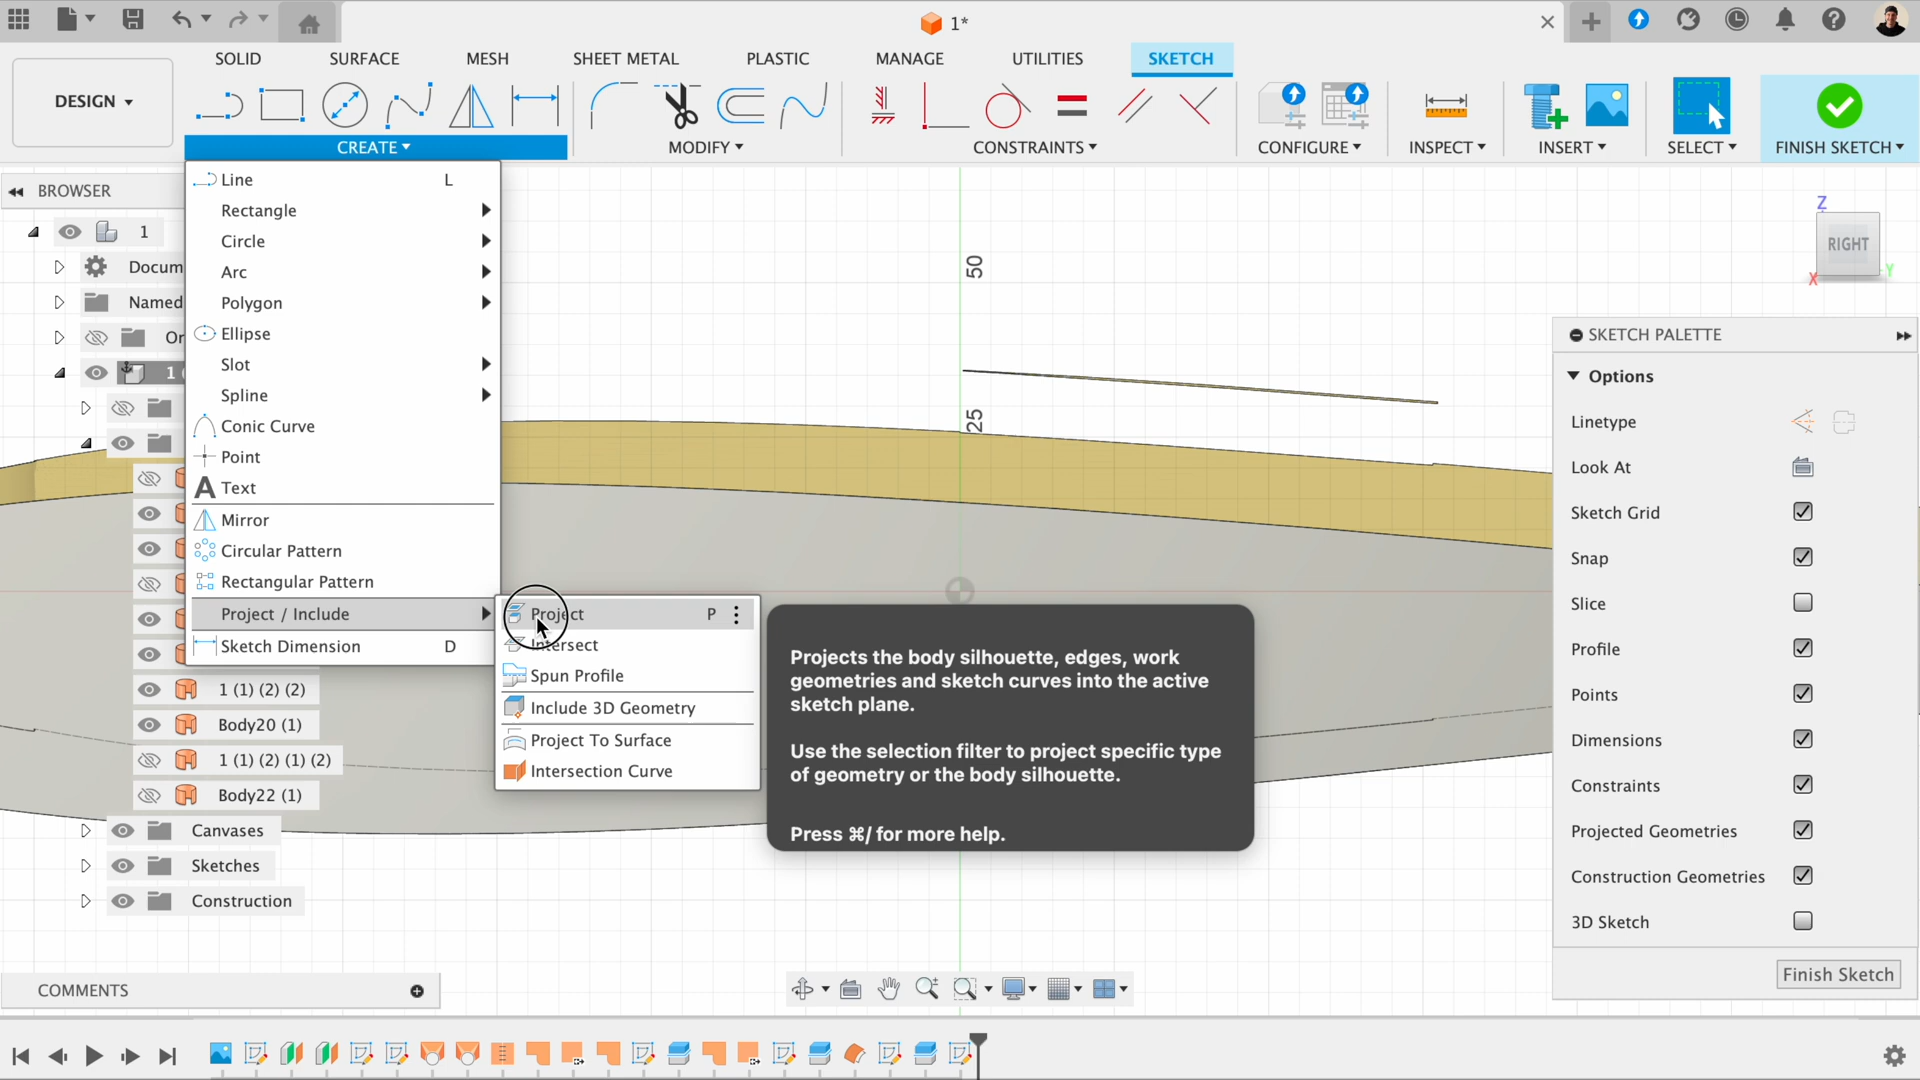 1*
SOLID
SURFACE
MESH
SHEET METAL
PLASTIC
MANAGE
UTILITIES
SKETCH
DESIGN
CREATE
MODIFY
CONSTRAINTS
CONFIGURE
INSPECT
INSERT
SELECT
FINISH SKETCH
BROWSER
1
Docum
Named
Or
1 (
1 (1) (2) (2)
Body20 (1)
1 (1) (2) (1) (2)
Body22 (1)
Canvases
Sketches
Construction
Line L
Rectangle
Circle
Arc
Polygon
Ellipse
Slot
Spline
Conic Curve
Point
Text
Mirror
Circular Pattern
Rectangular Pattern
Project / Include
Sketch Dimension D
Project P
Intersect
Spun Profile
Include 3D Geometry
Project To Surface
Intersection Curve
Projects the body silhouette, edges, work
geometries and sketch curves into the active
sketch plane.
Use the selection filter to project specific type
of geometry or the body silhouette.
Press ⌘/ for more help.
50
25
Z
RIGHT
X
Y
SKETCH PALETTE
Options
Linetype
Look At
Sketch Grid
Snap
Slice
Profile
Points
Dimensions
Constraints
Projected Geometries
Construction Geometries
3D Sketch
Finish Sketch
COMMENTS